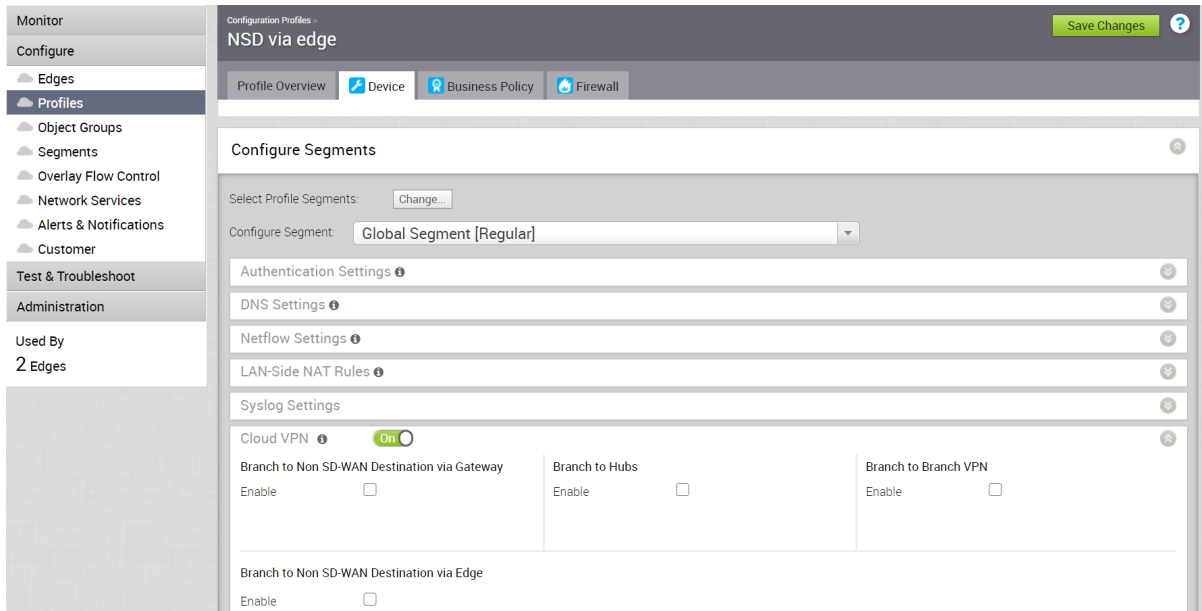 Monitor
Configure
Edges
Profiles
Object Groups
Segments
Overlay Flow Control
Network Services
Alerts & Notifications
Customer
Test & Troubleshoot
Administration
Used By
2 Edges
Configuration Profiles >
NSD via edge
Save Changes
?
Profile Overview
Device
Business Policy
Firewall
Configure Segments
Select Profile Segments:
Change...
Configure Segment:
Global Segment [Regular]
Authentication Settings
DNS Settings
Netflow Settings
LAN-Side NAT Rules
Syslog Settings
Cloud VPN
On
Branch to Non SD-WAN Destination via Gateway
Enable
Branch to Hubs
Enable
Branch to Branch VPN
Enable
Branch to Non SD-WAN Destination via Edge
Enable